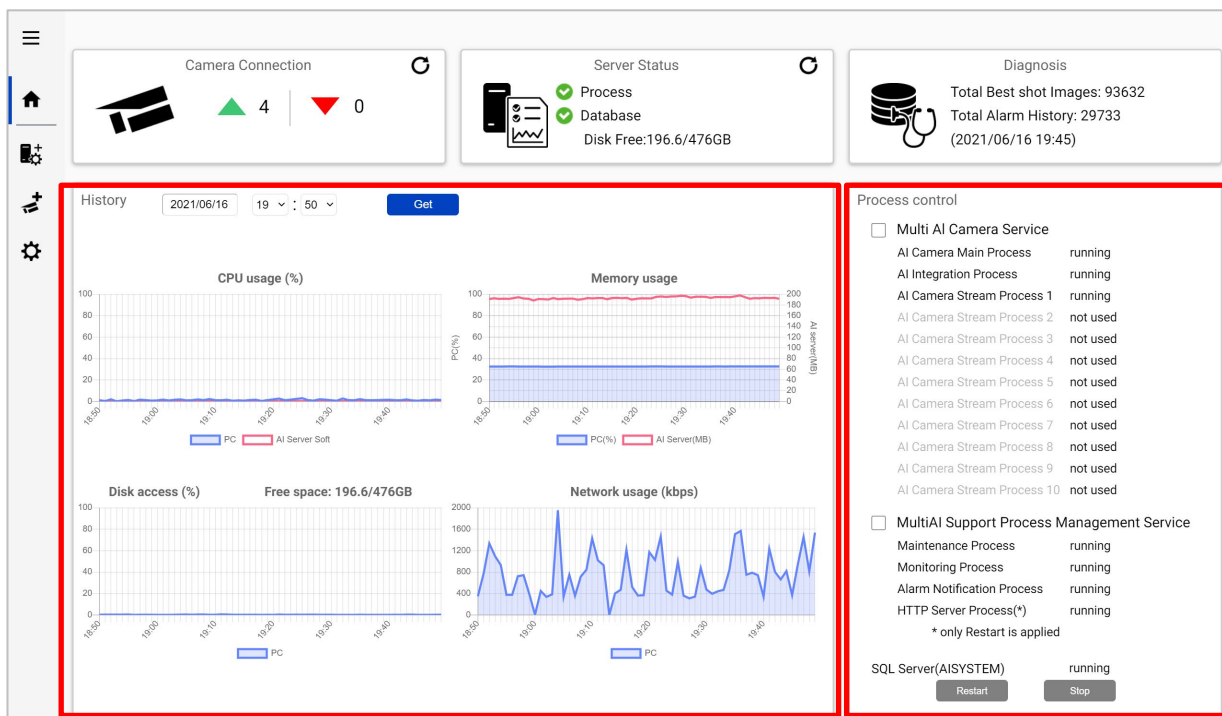 Camera Connection
4
0
Server Status
Process
Database
Disk Free:196.6/476GB
Diagnosis
Total Best shot Images: 93632
Total Alarm History: 29733
(2021/06/16 19:45)
History
2021/06/16
19 : 50
Get
CPU usage (%)
100
80
60
40
20
0
18:50 19:00 19:10 19:20 19:30 19:40
PC AI Server Soft
Memory usage
PC(%)
100
80
60
40
20
0
200
180
160
140
120
100
80
60
40
20
0
AI server(MB)
18:50 19:00 19:10 19:20 19:30 19:40
PC(%) AI Server(MB)
Disk access (%) Free space: 196.6/476GB
100
80
60
40
20
0
18:50 19:00 19:10 19:20 19:30 19:40
PC
Network usage (kbps)
2000
1600
1200
800
400
0
18:50 19:00 19:10 19:20 19:30 19:40
PC
Process control
Multi AI Camera Service
AI Camera Main Process running
AI Integration Process running
AI Camera Stream Process 1 running
AI Camera Stream Process 2 not used
AI Camera Stream Process 3 not used
AI Camera Stream Process 4 not used
AI Camera Stream Process 5 not used
AI Camera Stream Process 6 not used
AI Camera Stream Process 7 not used
AI Camera Stream Process 8 not used
AI Camera Stream Process 9 not used
AI Camera Stream Process 10 not used
MultiAI Support Process Management Service
Maintenance Process running
Monitoring Process running
Alarm Notification Process running
HTTP Server Process(*) running
* only Restart is applied
SQL Server(AISYSTEM) running
Restart Stop